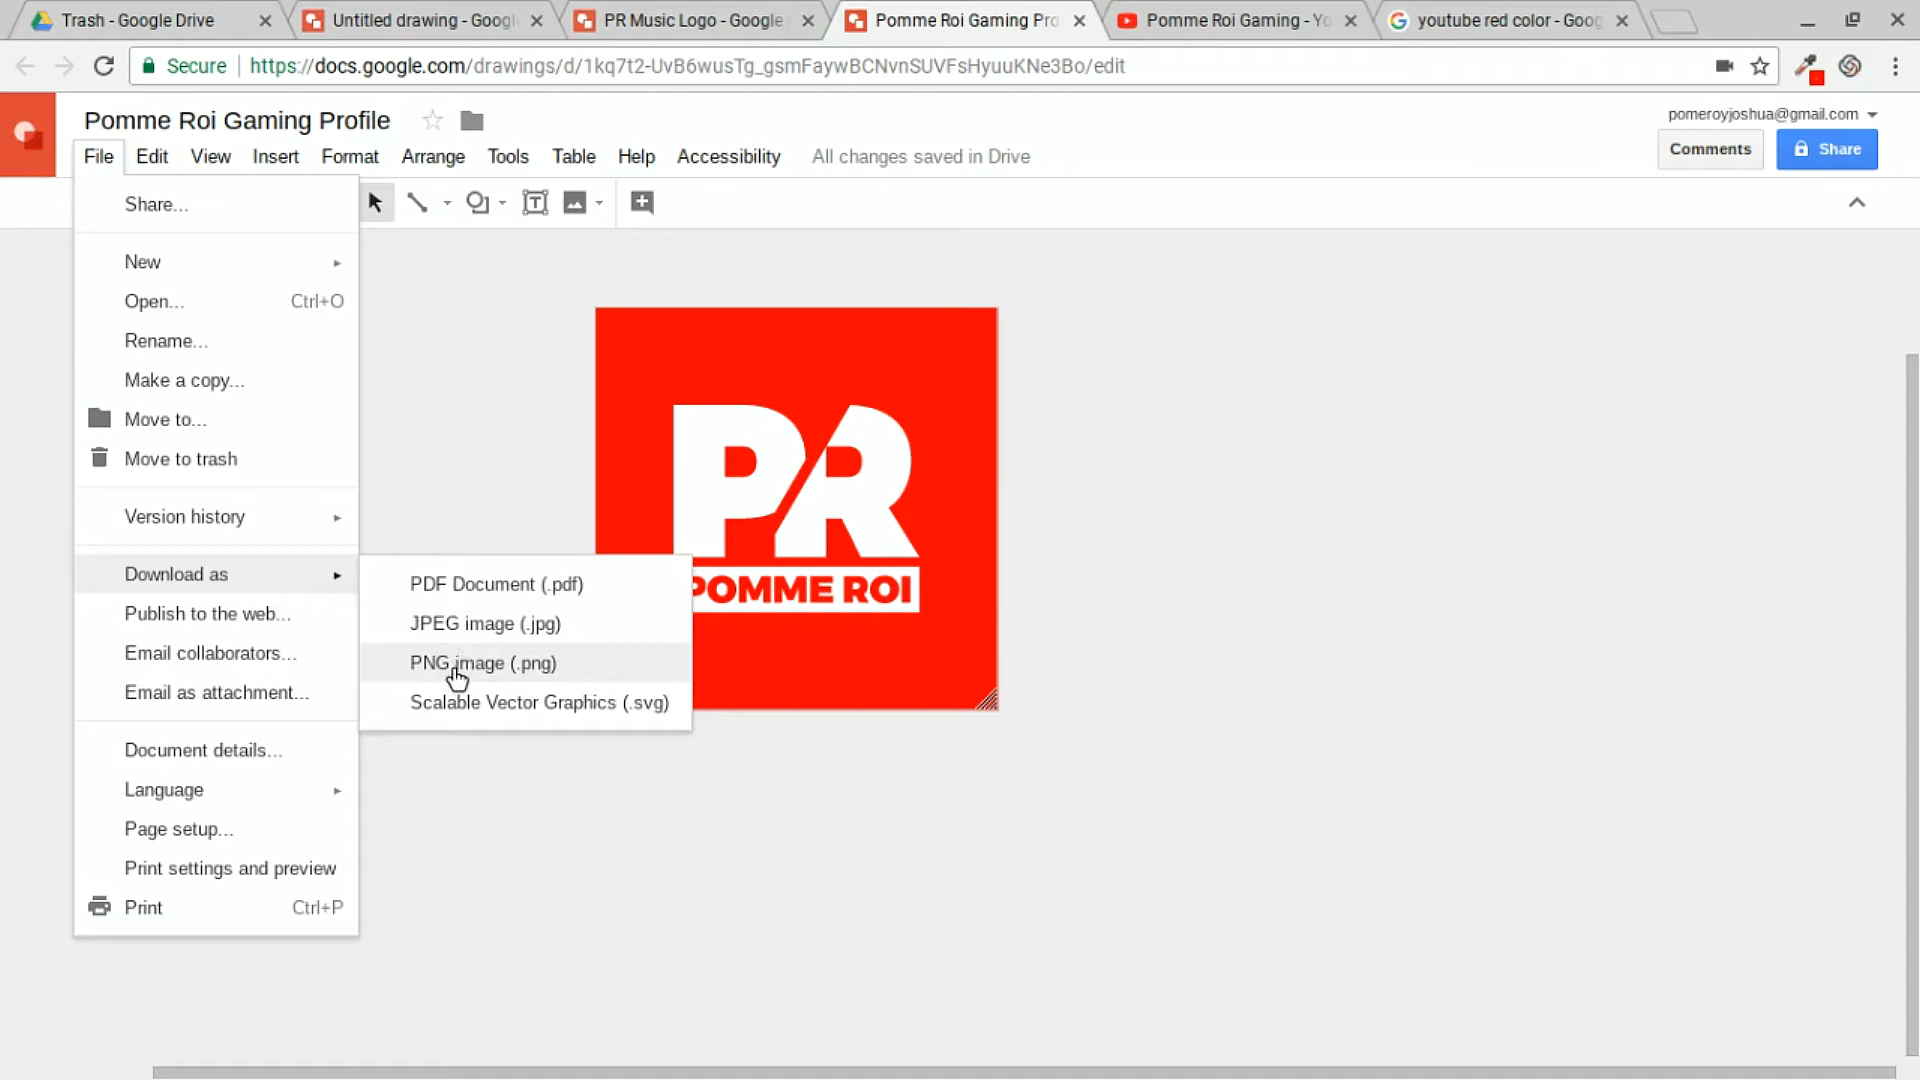 Trash - Google Drive
Untitled drawing - Googl
PR Music Logo - Google
Pomme Roi Gaming Pro
Pomme Roi Gaming - Yo
youtube red color - Goog
Secure
https://docs.google.com/drawings/d/1kq7t2-UvB6wusTg_gsmFaywBCNvnSUVFsHyuuKNe3Bo/edit
Pomme Roi Gaming Profile
pomeroyjoshua@gmail.com
File Edit View Insert Format Arrange Tools Table Help Accessibility All changes saved in Drive
Comments
Share
Share...
New
Open... Ctrl+O
Rename...
Make a copy...
Move to...
Move to trash
Version history
Download as
Publish to the web...
Email collaborators...
Email as attachment...
Document details...
Language
Page setup...
Print settings and preview
Print Ctrl+P
PDF Document (.pdf)
JPEG image (.jpg)
PNG image (.png)
Scalable Vector Graphics (.svg)
PR
POMME ROI